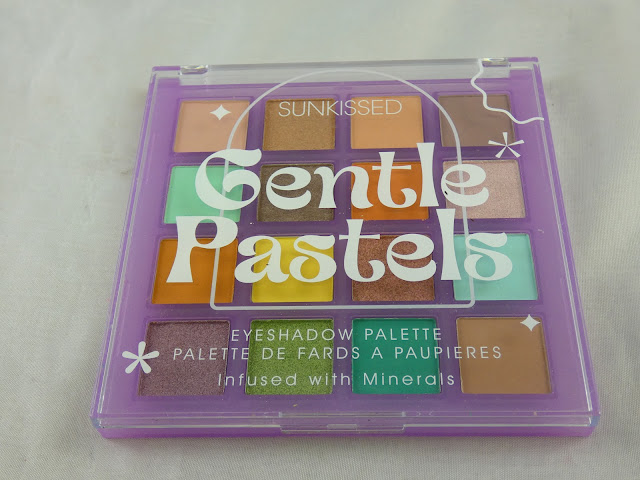 SUNKISSED
Gentle
Pastels
EYESHADOW PALETTE
PALETTE DE FARDS A PAUPIERES
Infused with Minerals